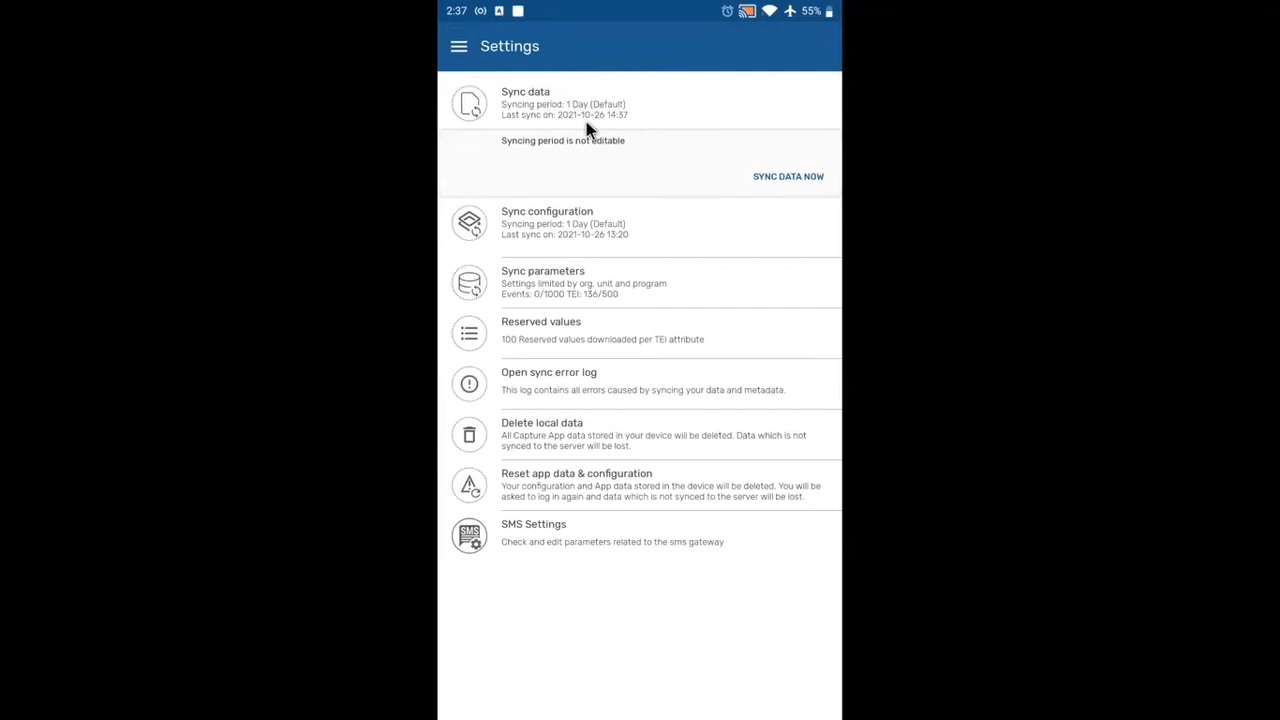 2:37
55%
Settings
Sync data
Syncing period: 1 Day (Default)
Last sync on: 2021-10-26 14:37
Syncing period is not editable
SYNC DATA NOW
Sync configuration
Syncing period: 1 Day (Default)
Last sync on: 2021-10-26 13:20
Sync parameters
Settings limited by org. unit and program
Events: 0/1000 TEI: 136/500
Reserved values
100 Reserved values downloaded per TEI attribute
Open sync error log
This log contains all errors caused by syncing your data and metadata.
Delete local data
All Capture App data stored in your device will be deleted. Data which is not
synced to the server will be lost.
Reset app data & configuration
Your configuration and App data stored in the device will be deleted. You will be
asked to log in again and data which is not synced to the server will be lost.
SMS
SMS Settings
Check and edit parameters related to the sms gateway